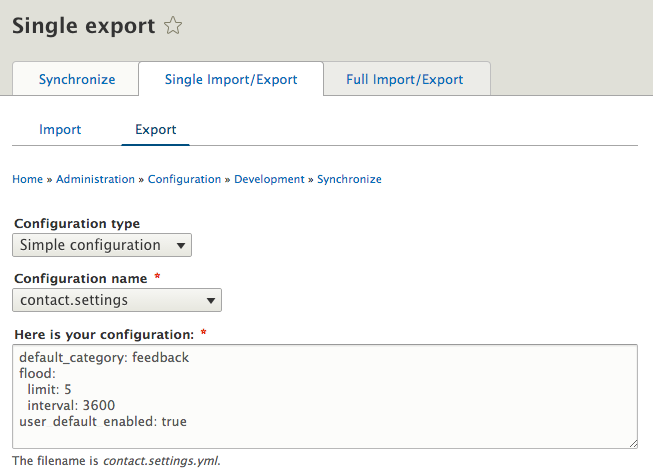 Single export
Synchronize Single Import/Export Full Import/Export
Import Export
Home » Administration » Configuration » Development » Synchronize
Configuration type
Simple configuration
Configuration name *
contact.settings
Here is your configuration: *
default_category: feedback
flood:
  limit: 5
  interval: 3600
user_default_enabled: true
The filename is contact.settings.yml.